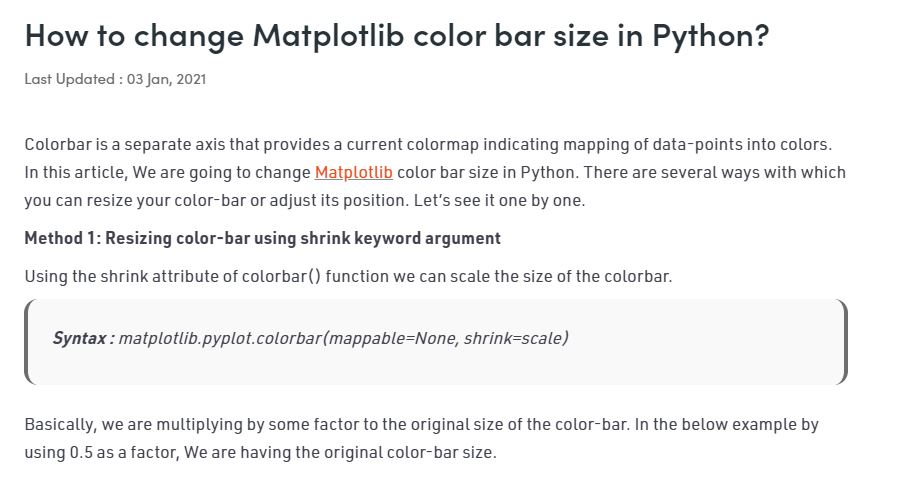 How to change Matplotlib color bar size in Python?
Last Updated : 03 Jan, 2021
Colorbar is a separate axis that provides a current colormap indicating mapping of data-points into colors.
In this article, We are going to change Matplotlib color bar size in Python. There are several ways with which
you can resize your color-bar or adjust its position. Let’s see it one by one.
Method 1: Resizing color-bar using shrink keyword argument
Using the shrink attribute of colorbar() function we can scale the size of the colorbar.
Syntax : matplotlib.pyplot.colorbar(mappable=None, shrink=scale)
Basically, we are multiplying by some factor to the original size of the color-bar. In the below example by
using 0.5 as a factor, We are having the original color-bar size.